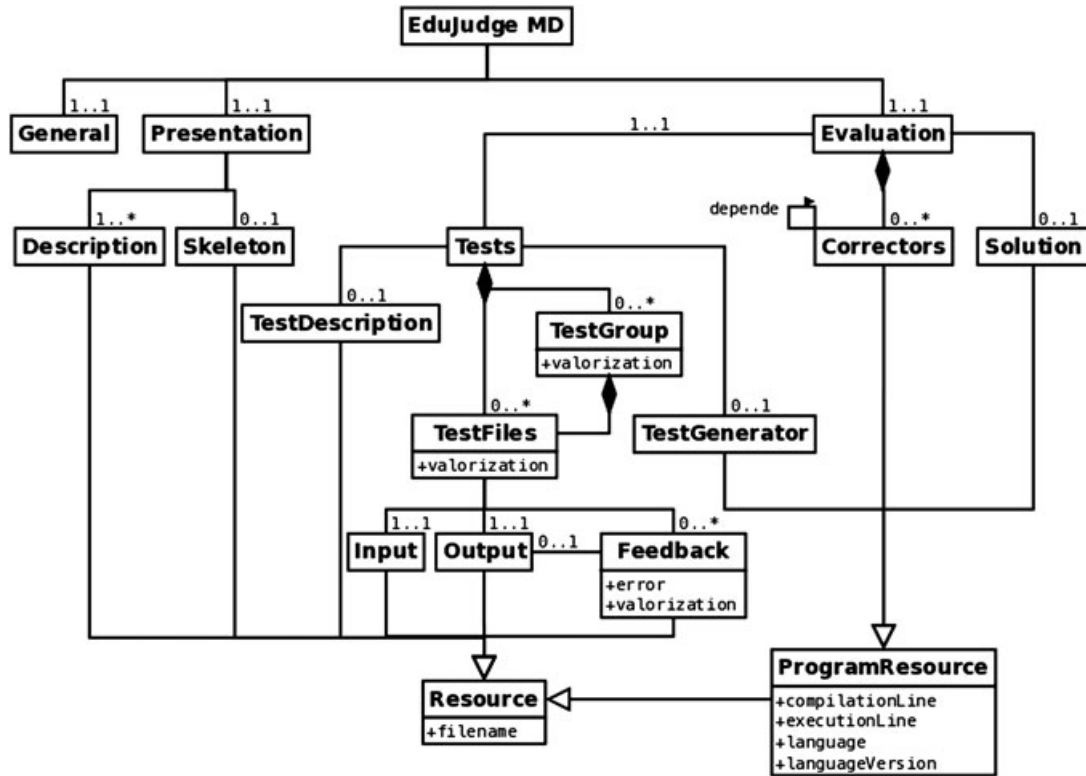 EduJudge MD
1..1
1..1
1..1
General
Presentation
1..1
Evaluation
1..*
0..1
depende
0..*
0..1
Description
Skeleton
Tests
Correctors
Solution
0..1
0..*
TestDescription
TestGroup
+valorization
0..*
0..1
TestFiles
TestGenerator
+valorization
1..1
1..1
0..*
Input
Output
0..1
Feedback
+error
+valorization
ProgramResource
Resource
+compilationLine
+filename
+executionLine
+language
+languageVersion